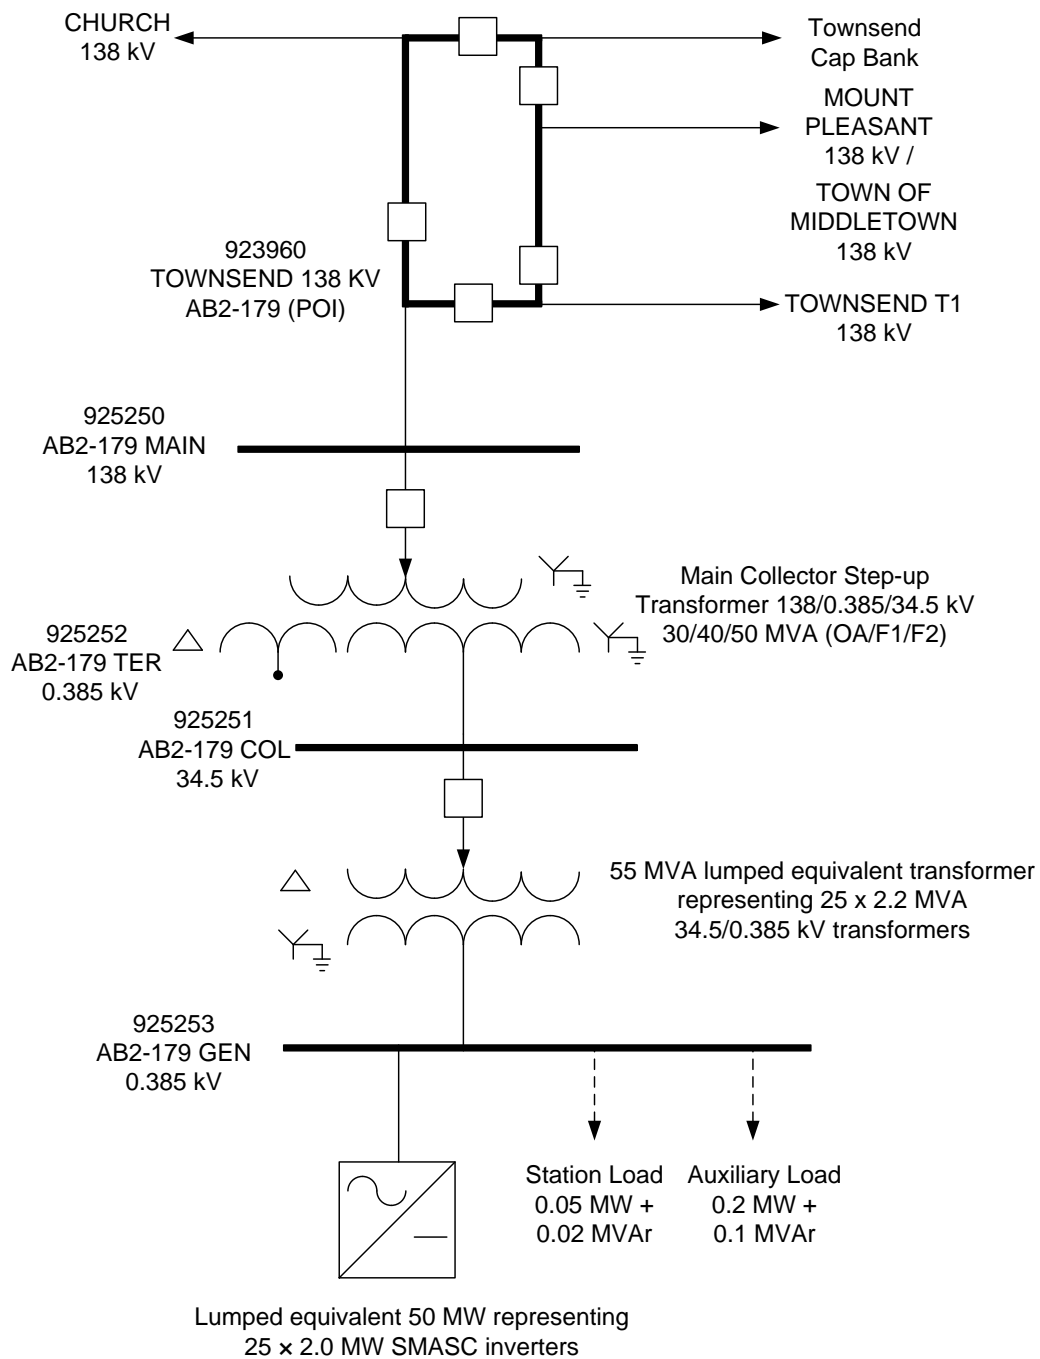 CHURCH
138 kV
Townsend
Cap Bank
MOUNT
PLEASANT
138 kV /
TOWN OF
MIDDLETOWN
138 kV
923960
TOWNSEND 138 KV
AB2-179 (POI)
TOWNSEND T1
138 kV
925250
AB2-179 MAIN
138 kV
Main Collector Step-up
Transformer 138/0.385/34.5 kV
30/40/50 MVA (OA/F1/F2)
925252
AB2-179 TER
0.385 kV
925251
AB2-179 COL
34.5 kV
55 MVA lumped equivalent transformer
representing 25 x 2.2 MVA
34.5/0.385 kV transformers
925253
AB2-179 GEN
0.385 kV
Station Load
0.05 MW +
0.02 MVAr
Auxiliary Load
0.2 MW +
0.1 MVAr
Lumped equivalent 50 MW representing
25 × 2.0 MW SMASC inverters